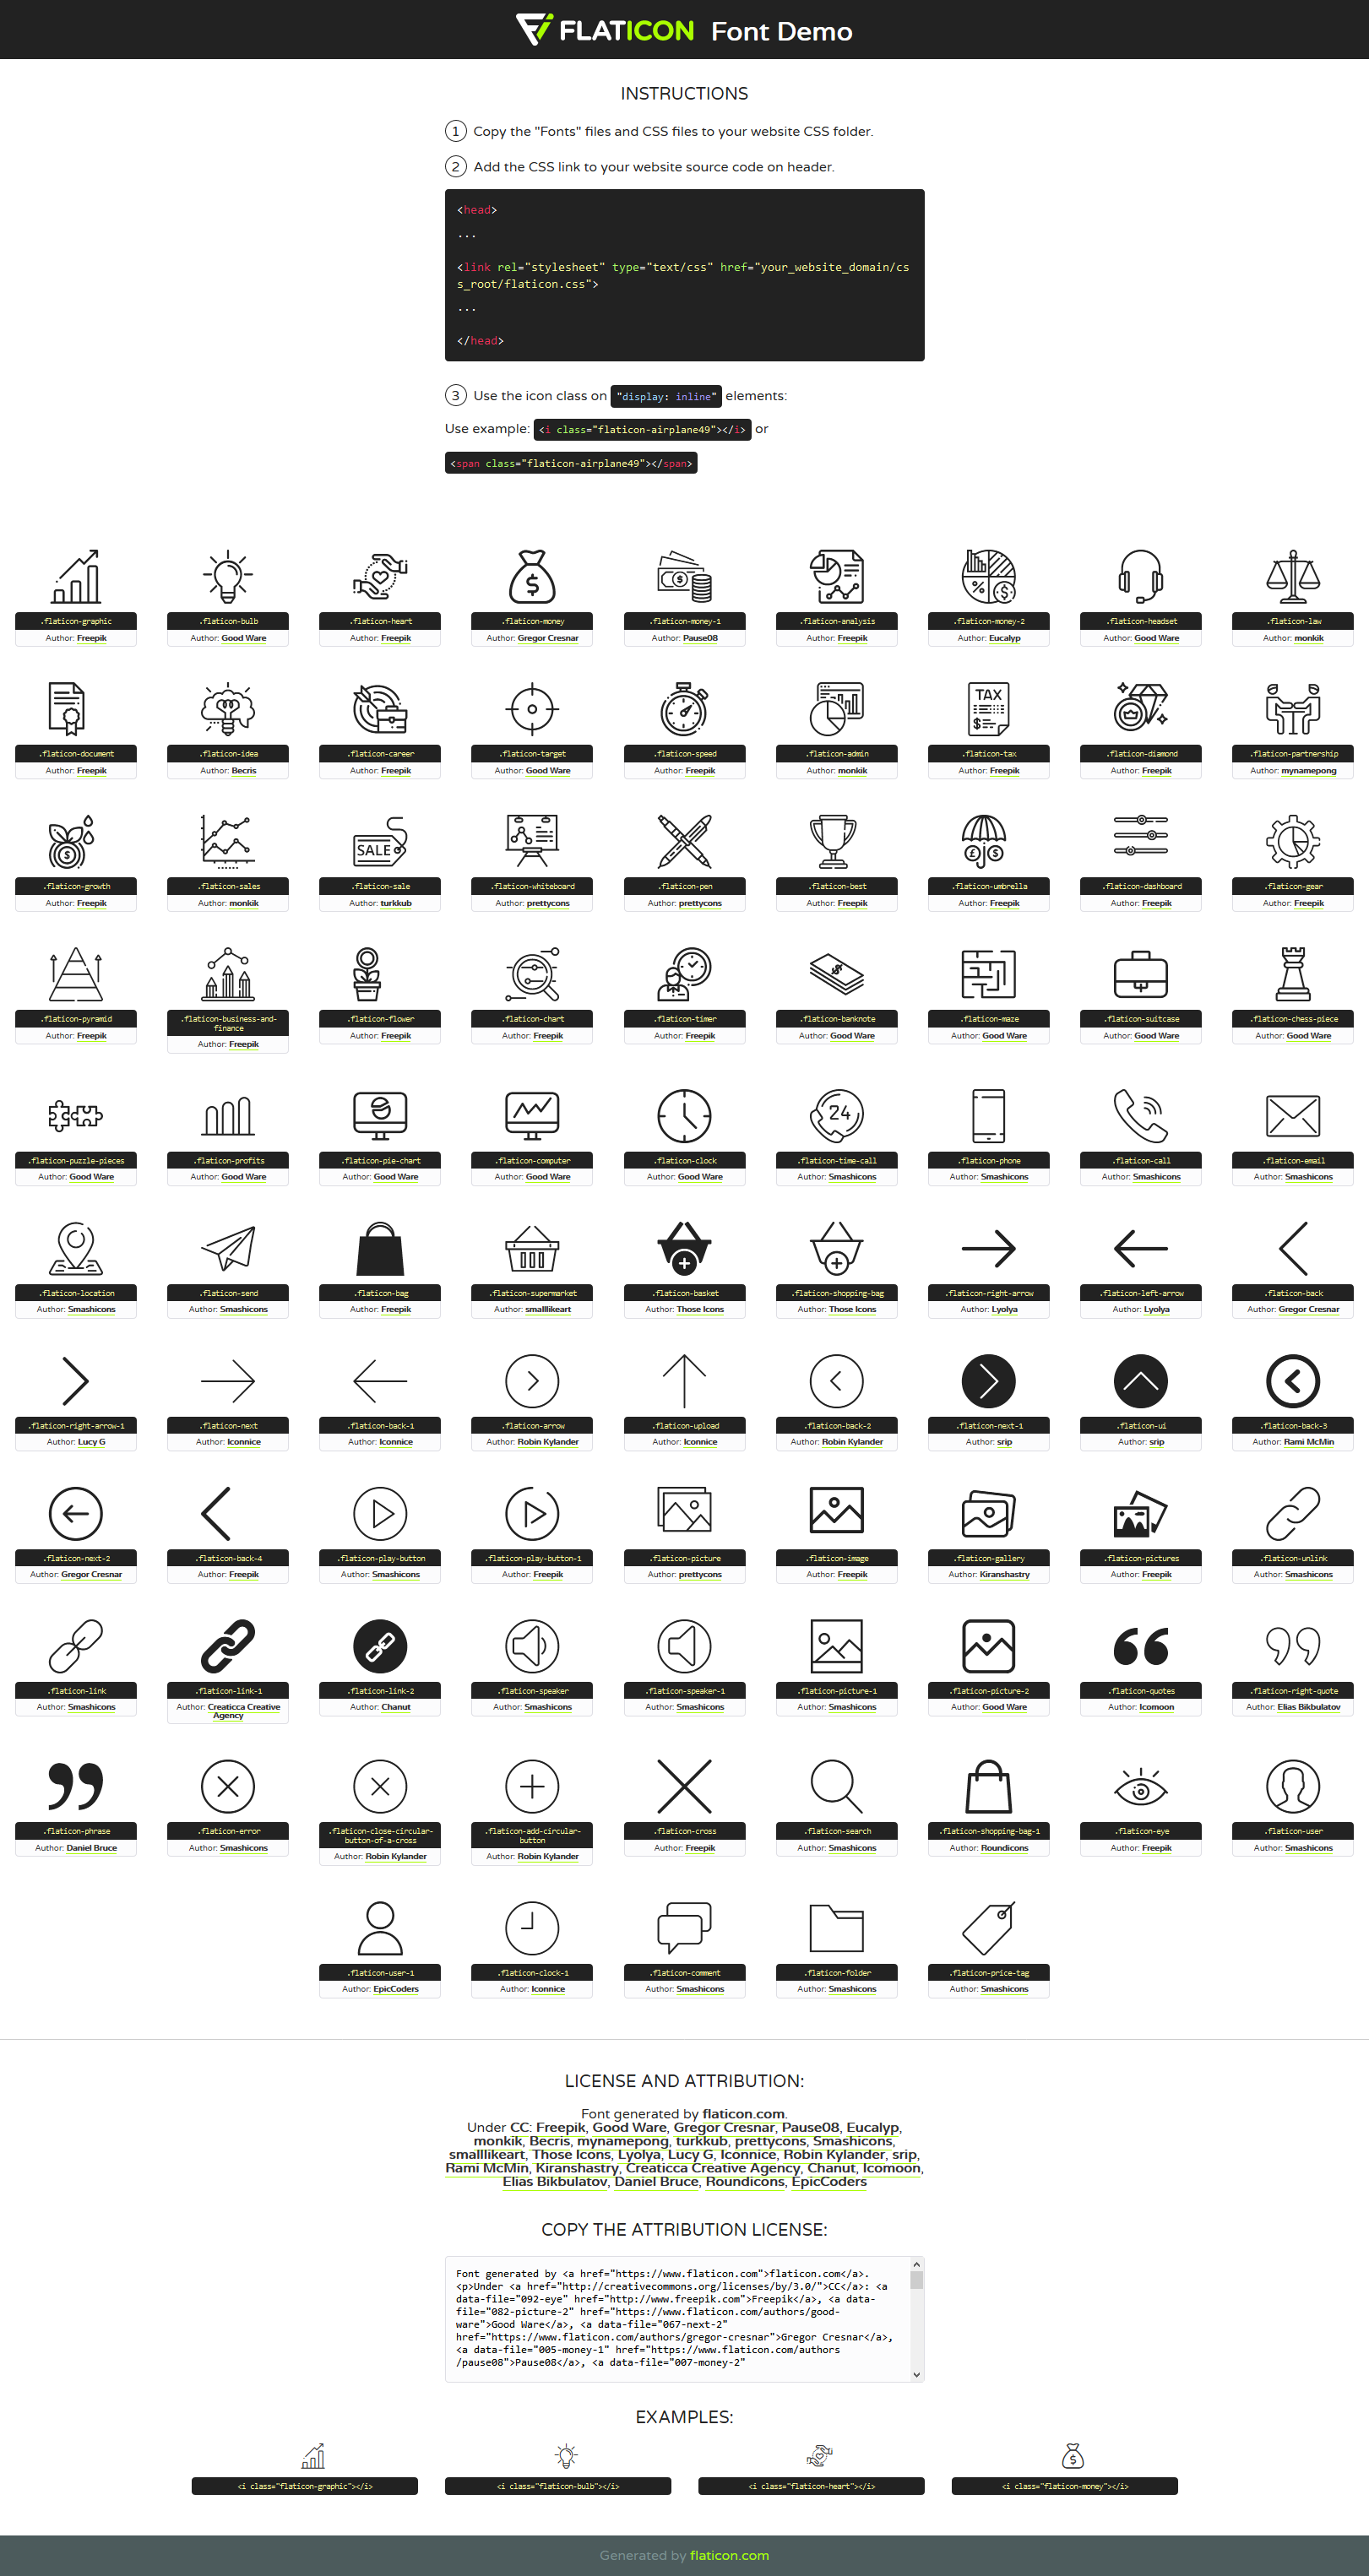 FLATICON Font Demo
INSTRUCTIONS
1 Copy the "Fonts" files and CSS files to your website CSS folder.
2 Add the CSS link to your website source code on header.
<head>
...
<link rel="stylesheet" type="text/css" href="your_website_domain/cs
s_root/flaticon.css">
...
</head>
3 Use the icon class on "display: inline" elements:
Use example: <i class="flaticon-airplane49"></i> or
<span class="flaticon-airplane49"></span>
$ $ % $
.flaticon-graphic .flaticon-bulb .flaticon-heart .flaticon-money .flaticon-money-1 .flaticon-analysis .flaticon-money-2 .flaticon-headset .flaticon-law
Author: Freepik Author: Good Ware Author: Freepik Author: Gregor Cresnar Author: Pause08 Author: Freepik Author: Eucalyp Author: Good Ware Author: monkik
TAX
$
.flaticon-document .flaticon-idea .flaticon-career .flaticon-target .flaticon-speed .flaticon-admin .flaticon-tax .flaticon-diamond .flaticon-partnership
Author: Freepik Author: Becris Author: Freepik Author: Good Ware Author: Freepik Author: monkik Author: Freepik Author: Freepik Author: mynamepong
$ SALE £ $
.flaticon-growth .flaticon-sales .flaticon-sale .flaticon-whiteboard .flaticon-pen .flaticon-best .flaticon-umbrella .flaticon-dashboard .flaticon-gear
Author: Freepik Author: monkik Author: turkkub Author: prettycons Author: prettycons Author: Freepik Author: Freepik Author: Freepik Author: Freepik
$
.flaticon-pyramid .flaticon-business-and-finance .flaticon-flower .flaticon-chart .flaticon-timer .flaticon-banknote .flaticon-maze .flaticon-suitcase .flaticon-chess-piece
Author: Freepik Author: Freepik Author: Freepik Author: Freepik Author: Freepik Author: Good Ware Author: Good Ware Author: Good Ware Author: Good Ware
24
.flaticon-puzzle-pieces .flaticon-profits .flaticon-pie-chart .flaticon-computer .flaticon-clock .flaticon-time-call .flaticon-phone .flaticon-call .flaticon-email
Author: Good Ware Author: Good Ware Author: Good Ware Author: Good Ware Author: Good Ware Author: Smashicons Author: Smashicons Author: Smashicons Author: Smashicons
.flaticon-location .flaticon-send .flaticon-bag .flaticon-supermarket .flaticon-basket .flaticon-shopping-bag .flaticon-right-arrow .flaticon-left-arrow .flaticon-back
Author: Smashicons Author: Smashicons Author: Freepik Author: smalllikeart Author: Those Icons Author: Those Icons Author: Lyolya Author: Lyolya Author: Gregor Cresnar
.flaticon-right-arrow-1 .flaticon-next .flaticon-back-1 .flaticon-arrow .flaticon-upload .flaticon-back-2 .flaticon-next-1 .flaticon-ui .flaticon-back-3
Author: Lucy G Author: Iconnice Author: Iconnice Author: Robin Kylander Author: Iconnice Author: Robin Kylander Author: srip Author: srip Author: Rami McMin
.flaticon-next-2 .flaticon-back-4 .flaticon-play-button .flaticon-play-button-1 .flaticon-picture .flaticon-image .flaticon-gallery .flaticon-pictures .flaticon-unlink
Author: Gregor Cresnar Author: Freepik Author: Smashicons Author: Freepik Author: prettycons Author: Freepik Author: Kiranshastry Author: Freepik Author: Smashicons
.flaticon-link .flaticon-link-1 .flaticon-link-2 .flaticon-speaker .flaticon-speaker-1 .flaticon-picture-1 .flaticon-picture-2 .flaticon-quotes .flaticon-right-quote
Author: Smashicons Author: Creaticca Creative Agency Author: Chanut Author: Smashicons Author: Smashicons Author: Smashicons Author: Good Ware Author: Icomoon Author: Elias Bikbulatov
.flaticon-phrase .flaticon-error .flaticon-close-circular-button-of-a-cross .flaticon-add-circular-button .flaticon-cross .flaticon-search .flaticon-shopping-bag-1 .flaticon-eye .flaticon-user
Author: Daniel Bruce Author: Smashicons Author: Robin Kylander Author: Robin Kylander Author: Freepik Author: Smashicons Author: Roundicons Author: Freepik Author: Smashicons
.flaticon-user-1 .flaticon-clock-1 .flaticon-comment .flaticon-folder .flaticon-price-tag
Author: EpicCoders Author: Iconnice Author: Smashicons Author: Smashicons Author: Smashicons
LICENSE AND ATTRIBUTION:
Font generated by flaticon.com.
Under CC: Freepik, Good Ware, Gregor Cresnar, Pause08, Eucalyp,
monkik, Becris, mynamepong, turkkub, prettycons, Smashicons,
smalllikeart, Those Icons, Lyolya, Lucy G, Iconnice, Robin Kylander, srip,
Rami McMin, Kiranshastry, Creaticca Creative Agency, Chanut, Icomoon,
Elias Bikbulatov, Daniel Bruce, Roundicons, EpicCoders
COPY THE ATTRIBUTION LICENSE:
Font generated by <a href="https://www.flaticon.com">flaticon.com</a>.
<p>Under <a href="http://creativecommons.org/licenses/by/3.0/">CC</a>: <a
data-file="092-eye" href="http://www.freepik.com">Freepik</a>, <a data-
file="082-picture-2" href="https://www.flaticon.com/authors/good-
ware">Good Ware</a>, <a data-file="067-next-2"
href="https://www.flaticon.com/authors/gregor-cresnar">Gregor Cresnar</a>,
<a data-file="005-money-1" href="https://www.flaticon.com/authors
/pause08">Pause08</a>, <a data-file="007-money-2"
EXAMPLES:
<i class="flaticon-graphic"></i> <i class="flaticon-bulb"></i> <i class="flaticon-heart"></i> <i class="flaticon-money"></i>
Generated by flaticon.com